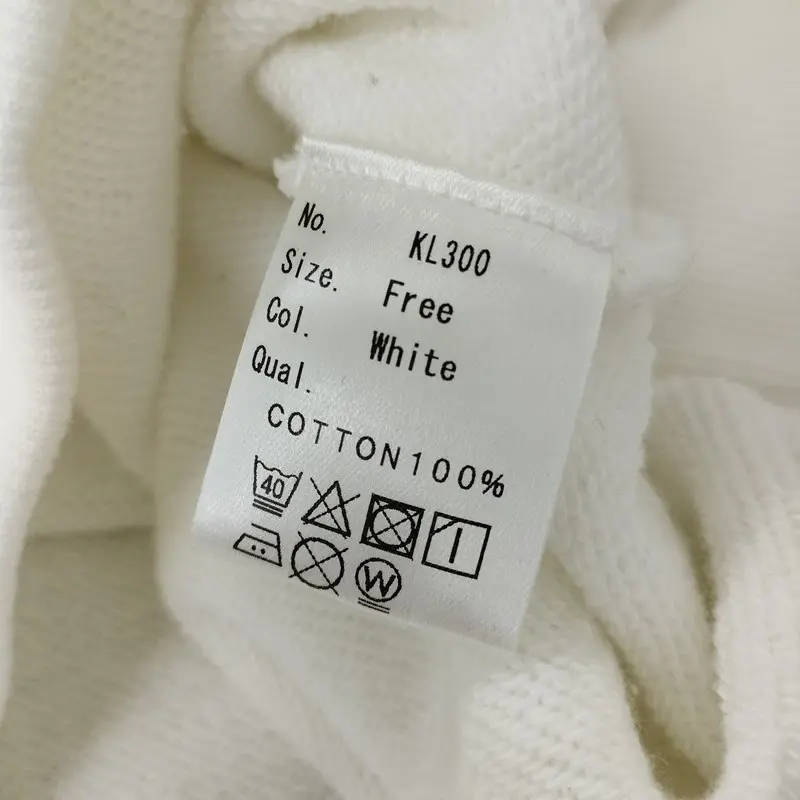 No. KL300
Size. Free
Col. White
Qual.
COTTON100%
40
W